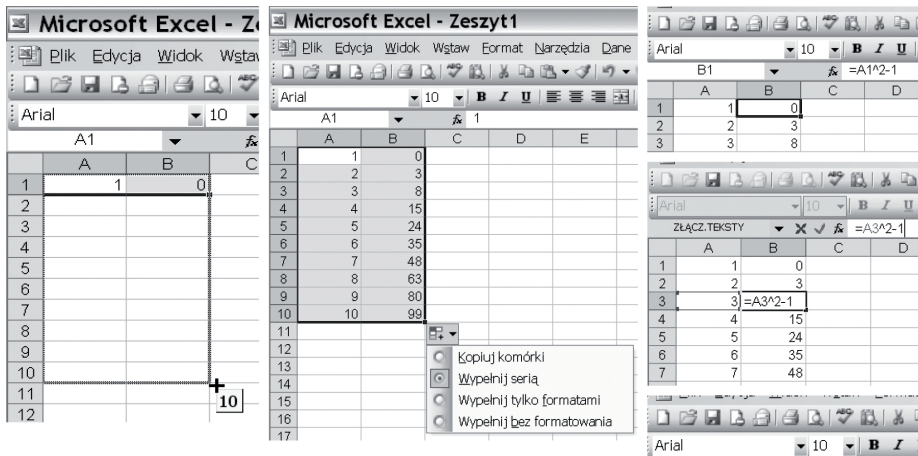 Microsoft Excel - Ze
Plik Edycja Widok Wsta
Arial 10
A1 fx
A B C
1 1 0
2
3
4
5
6
7
8
9
10
11
12
10
Microsoft Excel - Zeszyt1
Plik Edycja Widok Wstaw Format Narzędzia Dane
Arial 10 B I U
A1 fx 1
A B C D E
1 1 0
2 2 3
3 3 8
4 4 15
5 5 24
6 6 35
7 7 48
8 8 63
9 9 80
10 10 99
11
12
13
14
15
16
17
Kopiuj komórki
Wypełnij serią
Wypełnij tylko formatami
Wypełnij bez formatowania
Arial 10 B I U
B1 fx =A1^2-1
A B C D
1 1 0
2 2 3
3 3 8
Arial 10 B I U
ZŁĄCZ.TEKSTY fx =A3^2-1
A B C D
1 1 0
2 2 3
3 3 =A3^2-1
4 4 15
5 5 24
6 6 35
7 7 48
Arial 10 B I